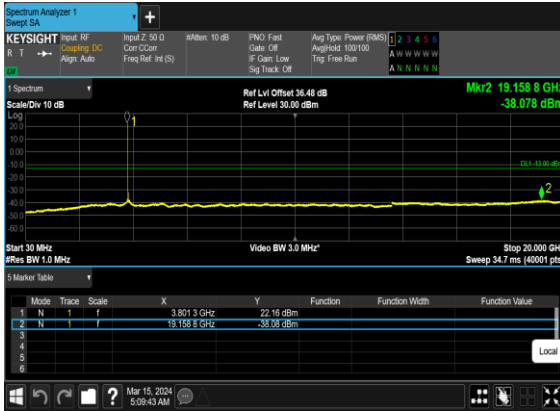 Spectrum Analyzer 1
Swept SA
+
KEYSIGHT Input: RF Input Z: 50 Ω #Atten: 10 dB PNO: Fast Avg Type: Power (RMS) 1 2 3 4 5 6
R T Coupling: DC Corr CCorr Gate: Off Avg|Hold: 100/100 A W W W W W
Align: Auto Freq Ref: Int (S) IF Gain: Low Trig: Free Run
Sig Track: Off A N N N N N
1 Spectrum Ref Lvl Offset 36.48 dB Mkr2 19.158 8 GHz
Scale/Div 10 dB Ref Level 30.00 dBm -38.078 dBm
Log
1
20.0
10.0
0.00
-10.0
DL1 -13.00 dBm
-20.0
-30.0
2
-40.0
-50.0
-60.0
Start 30 MHz Video BW 3.0 MHz* Stop 20.000 GHz
#Res BW 1.0 MHz Sweep 34.7 ms (40001 pts)
5 Marker Table
Mode Trace Scale X Y Function Function Width Function Value
1 N 1 f 3.801 3 GHz 22.16 dBm
2 N 1 f 19.158 8 GHz -38.08 dBm
3
4
5
6
Local
? Mar 15, 2024
5:09:43 AM